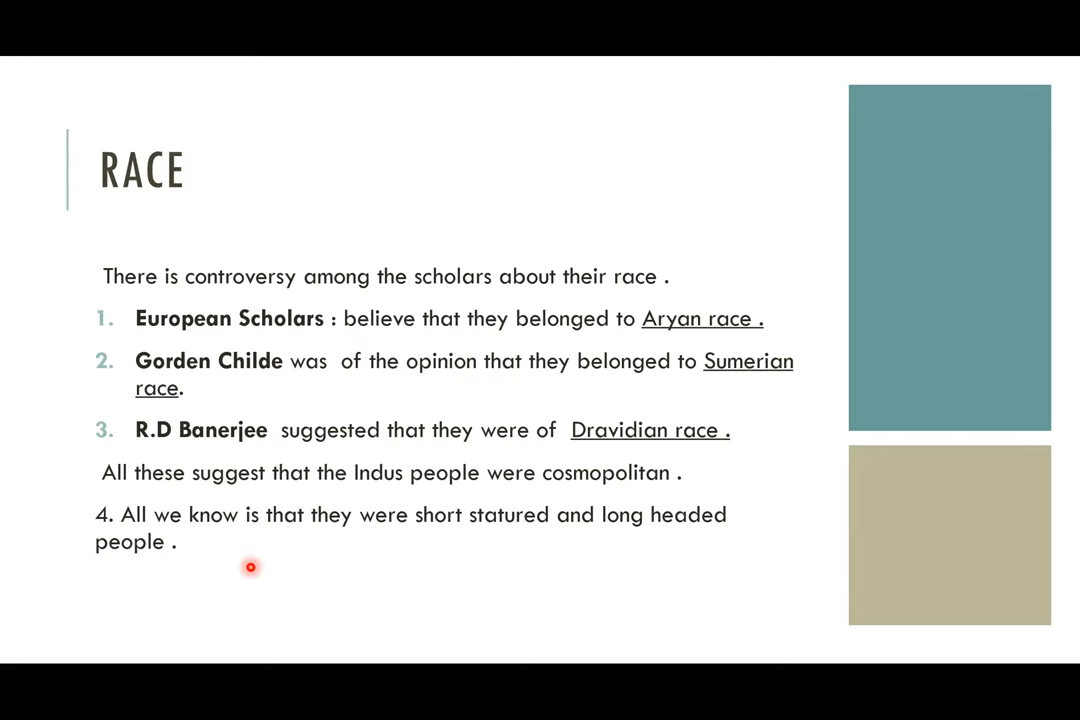 RACE
There is controversy among the scholars about their race .
1. European Scholars : believe that they belonged to Aryan race .
2. Gorden Childe was of the opinion that they belonged to Sumerian
race.
3. R.D Banerjee suggested that they were of Dravidian race .
All these suggest that the Indus people were cosmopolitan .
4. All we know is that they were short statured and long headed
people .